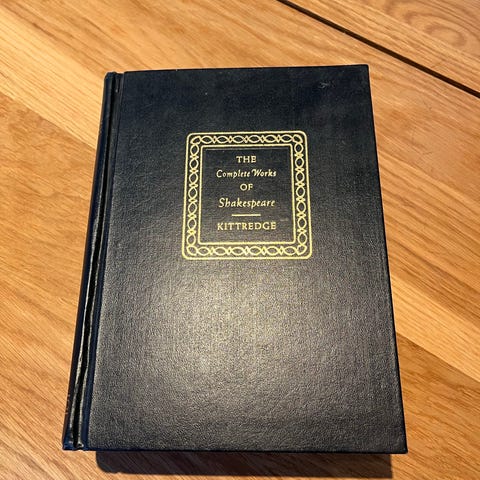 THE
Complete Works
OF
Shakespeare
KITTREDGE